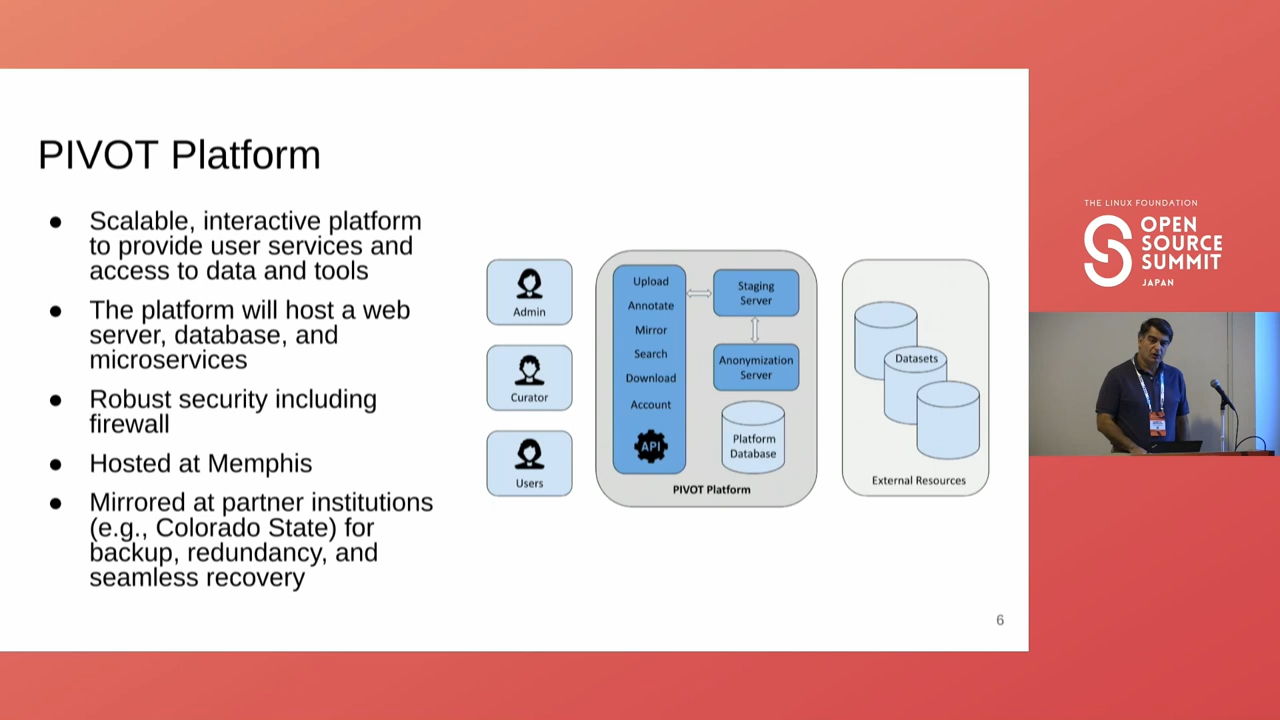 PIVOT Platform
● Scalable, interactive platform
to provide user services and
access to data and tools
● The platform will host a web
server, database, and
microservices
● Robust security including
firewall
● Hosted at Memphis
● Mirrored at partner institutions
(e.g., Colorado State) for
backup, redundancy, and
seamless recovery
Admin
Curator
Users
Upload
Annotate
Mirror
Search
Download
Account
API
Staging
Server
Anonymization
Server
Platform
Database
PIVOT Platform
Datasets
External Resources
6
THE LINUX FOUNDATION
OPEN
SOURCE
SUMMIT
JAPAN